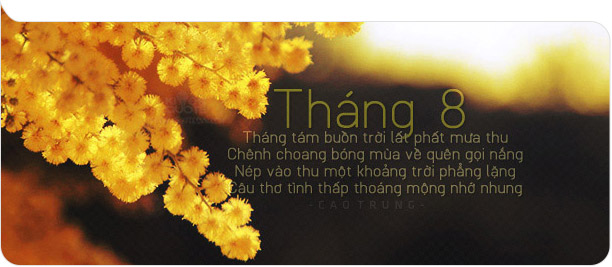 Tháng 8
Tháng tám buồn trời lất phất mưa thu
Chênh choang bóng mùa về quên gọi nắng
Nép vào thu một khoảng trời phẳng lặng
Câu thơ tình thấp thoáng mộng nhớ nhung
-CAO TRUNG-